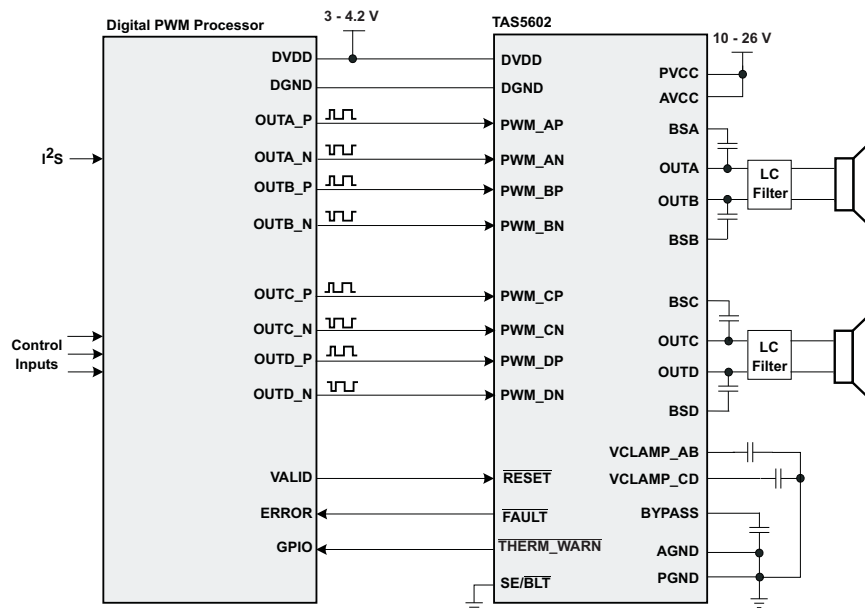 Digital PWM Processor
3 - 4.2 V
TAS5602
10 - 26 V
DVDD
DGND
OUTA_P
OUTA_N
OUTB_P
OUTB_N
OUTC_P
OUTC_N
OUTD_P
OUTD_N
VALID
ERROR
GPIO
I²S
Control
Inputs
DVDD
DGND
PWM_AP
PWM_AN
PWM_BP
PWM_BN
PWM_CP
PWM_CN
PWM_DP
PWM_DN
RESET
FAULT
THERM_WARN
SE/BLT
PVCC
AVCC
BSA
OUTA
OUTB
BSB
BSC
OUTC
OUTD
BSD
VCLAMP_AB
VCLAMP_CD
BYPASS
AGND
PGND
LC
Filter
LC
Filter